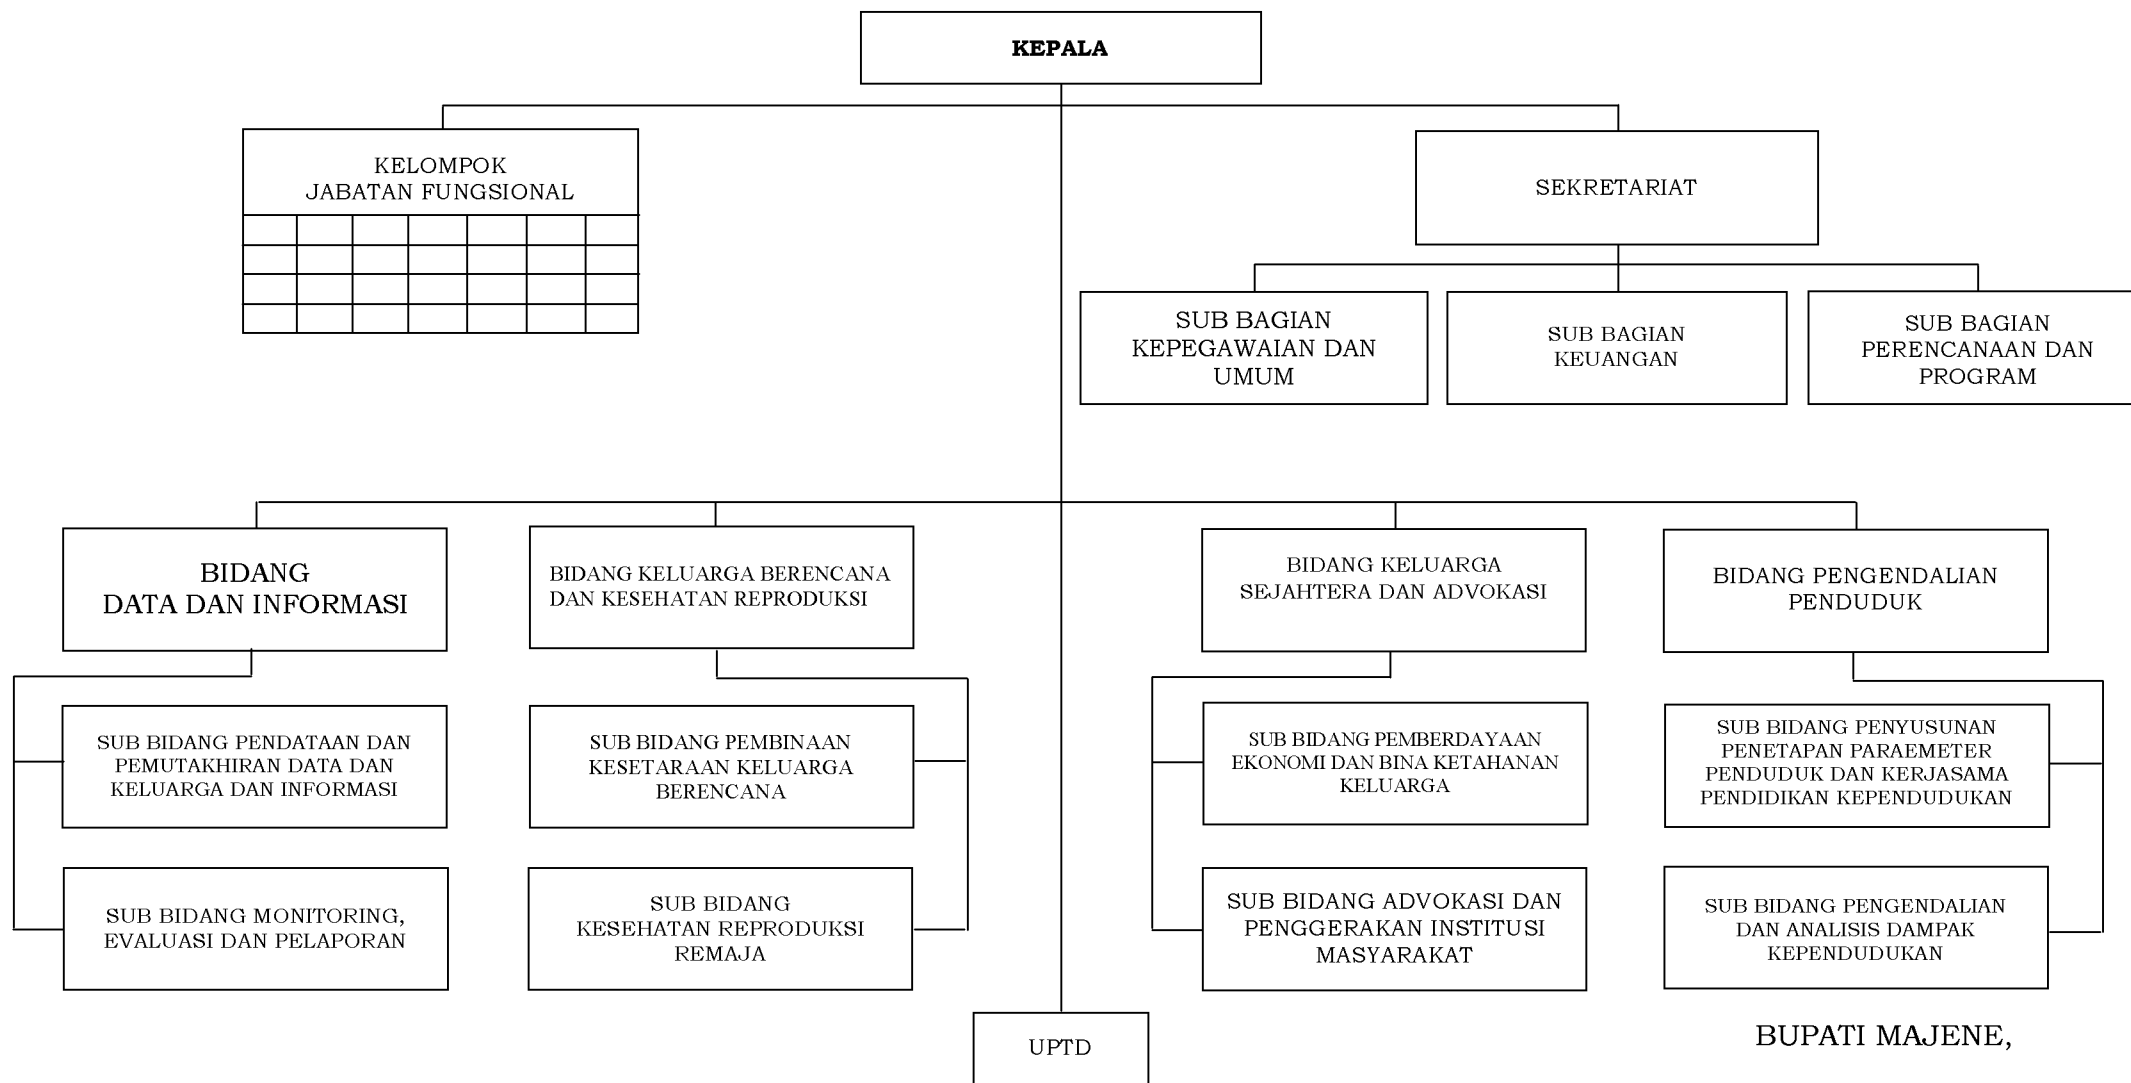 KEPALA
KELOMPOK
JABATAN FUNGSIONAL
SEKRETARIAT
SUB BAGIAN
KEPEGAWAIAN DAN
UMUM
SUB BAGIAN
KEUANGAN
SUB BAGIAN
PERENCANAAN DAN
PROGRAM
BIDANG
DATA DAN INFORMASI
BIDANG KELUARGA BERENCANA
DAN KESEHATAN REPRODUKSI
BIDANG KELUARGA
SEJAHTERA DAN ADVOKASI
BIDANG PENGENDALIAN
PENDUDUK
SUB BIDANG PENDATAAN DAN
PEMUTAKHIRAN DATA DAN
KELUARGA DAN INFORMASI
SUB BIDANG PEMBINAAN
KESETARAAN KELUARGA
BERENCANA
SUB BIDANG PEMBERDAYAAN
EKONOMI DAN BINA KETAHANAN
KELUARGA
SUB BIDANG PENYUSUNAN
PENETAPAN PARAEMETER
PENDUDUK DAN KERJASAMA
PENDIDIKAN KEPENDUDUKAN
SUB BIDANG MONITORING,
EVALUASI DAN PELAPORAN
SUB BIDANG
KESEHATAN REPRODUKSI
REMAJA
SUB BIDANG ADVOKASI DAN
PENGGERAKAN INSTITUSI
MASYARAKAT
SUB BIDANG PENGENDALIAN
DAN ANALISIS DAMPAK
KEPENDUDUKAN
UPTD
BUPATI MAJENE,